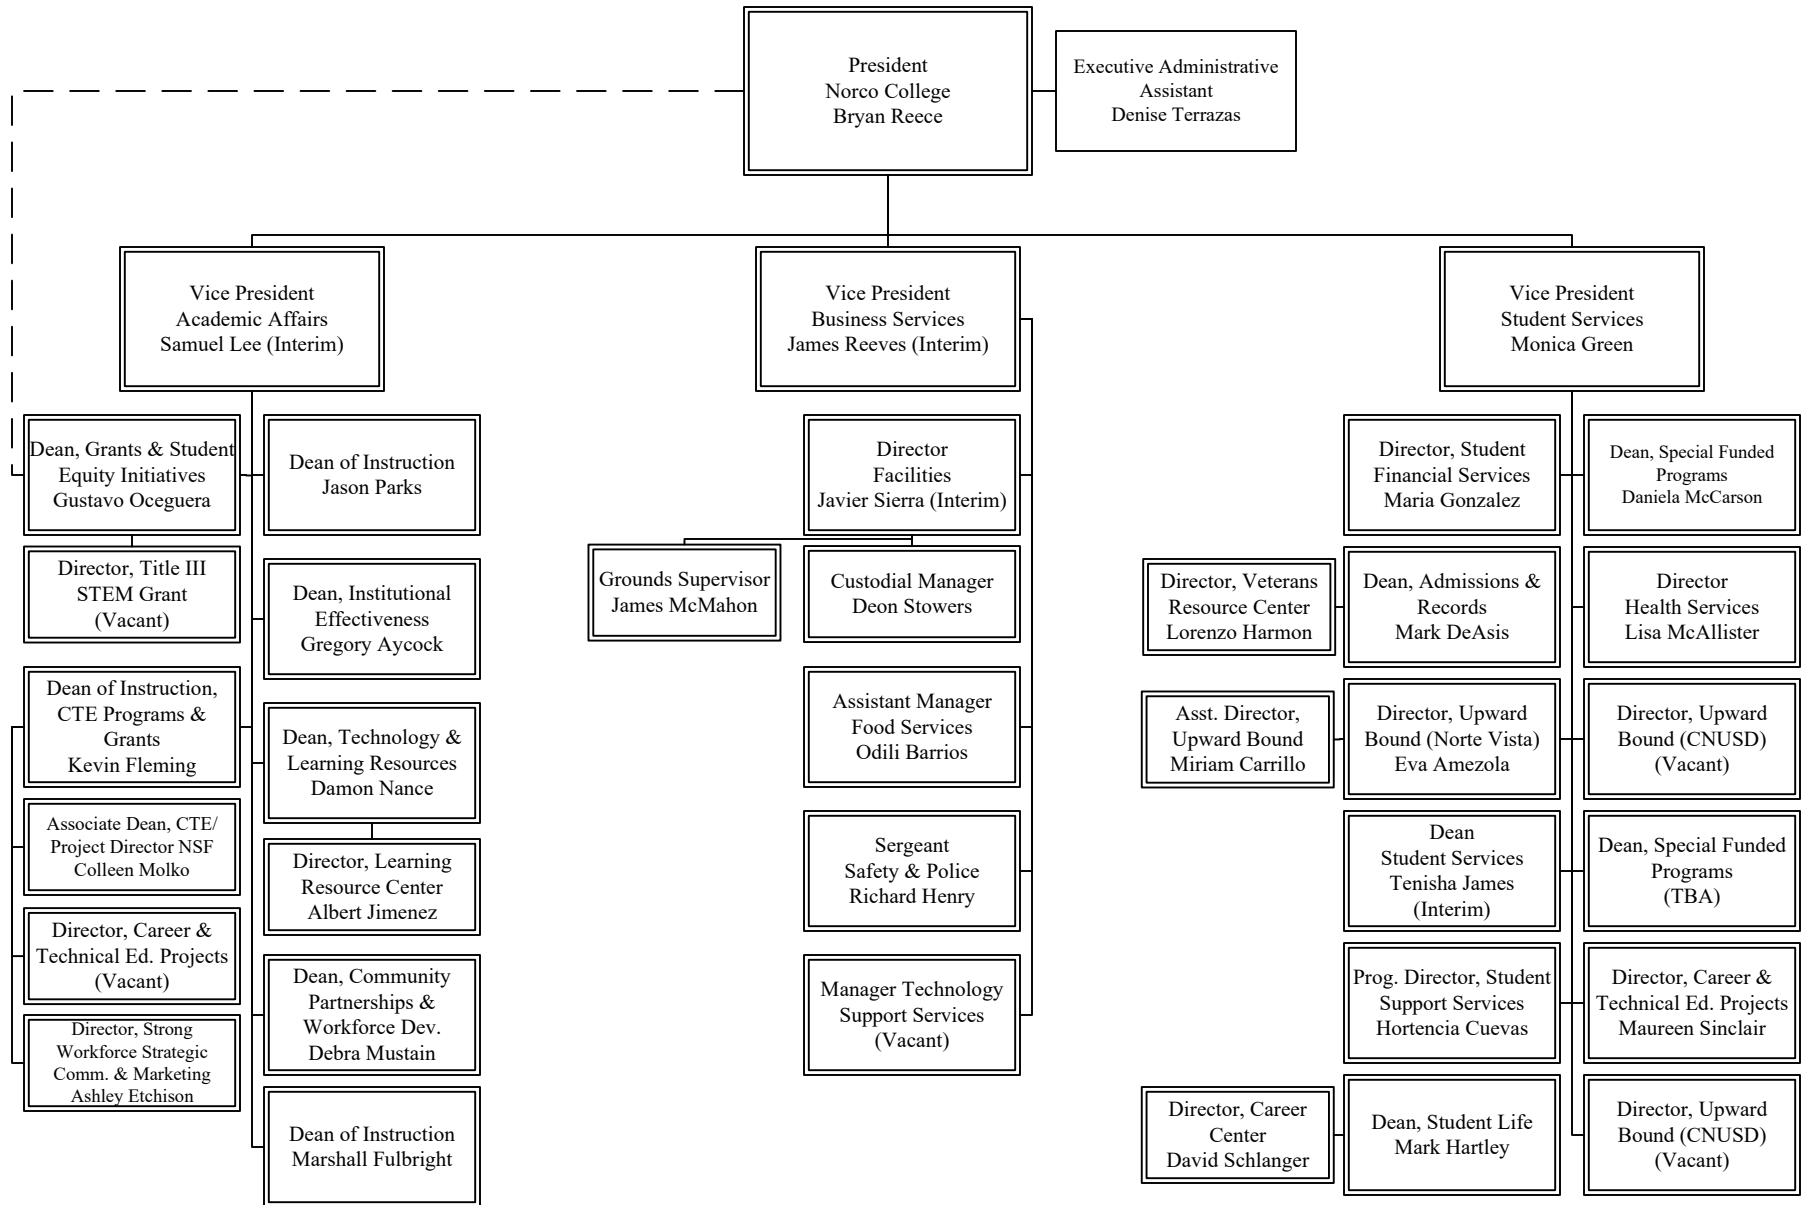 President
Norco College
Bryan Reece
Executive Administrative
Assistant
Denise Terrazas
Vice President
Academic Affairs
Samuel Lee (Interim)
Vice President
Business Services
James Reeves (Interim)
Vice President
Student Services
Monica Green
Dean, Grants & Student
Equity Initiatives
Gustavo Oceguera
Dean of Instruction
Jason Parks
Director, Title III
STEM Grant
(Vacant)
Dean, Institutional
Effectiveness
Gregory Aycock
Dean of Instruction,
CTE Programs &
Grants
Kevin Fleming
Dean, Technology &
Learning Resources
Damon Nance
Associate Dean, CTE/
Project Director NSF
Colleen Molko
Director, Learning
Resource Center
Albert Jimenez
Director, Career &
Technical Ed. Projects
(Vacant)
Dean, Community
Partnerships &
Workforce Dev.
Debra Mustain
Director, Strong
Workforce Strategic
Comm. & Marketing
Ashley Etchison
Dean of Instruction
Marshall Fulbright
Director
Facilities
Javier Sierra (Interim)
Grounds Supervisor
James McMahon
Custodial Manager
Deon Stowers
Assistant Manager
Food Services
Odili Barrios
Sergeant
Safety & Police
Richard Henry
Manager Technology
Support Services
(Vacant)
Director, Student
Financial Services
Maria Gonzalez
Dean, Special Funded
Programs
Daniela McCarson
Director, Veterans
Resource Center
Lorenzo Harmon
Dean, Admissions &
Records
Mark DeAsis
Director
Health Services
Lisa McAllister
Asst. Director,
Upward Bound
Miriam Carrillo
Director, Upward
Bound (Norte Vista)
Eva Amezola
Director, Upward
Bound (CNUSD)
(Vacant)
Dean
Student Services
Tenisha James
(Interim)
Dean, Special Funded
Programs
(TBA)
Prog. Director, Student
Support Services
Hortencia Cuevas
Director, Career &
Technical Ed. Projects
Maureen Sinclair
Director, Career
Center
David Schlanger
Dean, Student Life
Mark Hartley
Director, Upward
Bound (CNUSD)
(Vacant)